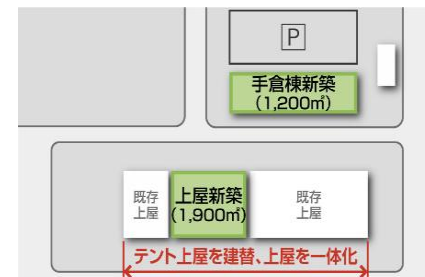 P
手倉棟新築
(1,200㎡)
既存
上屋
上屋新築
(1,900㎡)
既存
上屋
テント上屋を建替、上屋を一体化